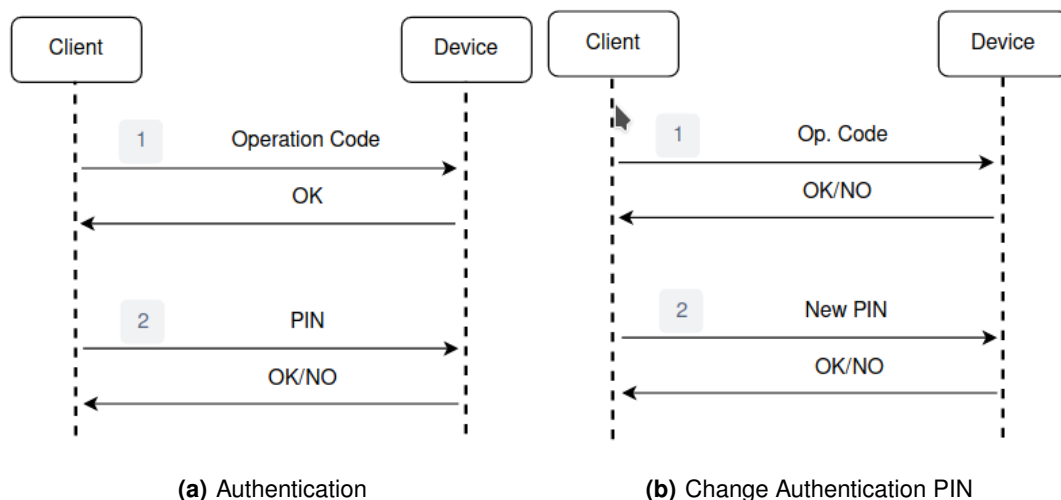 Client
Device
1
Operation Code
OK
2
PIN
OK/NO
(a) Authentication
Client
Device
1
Op. Code
OK/NO
2
New PIN
OK/NO
(b) Change Authentication PIN